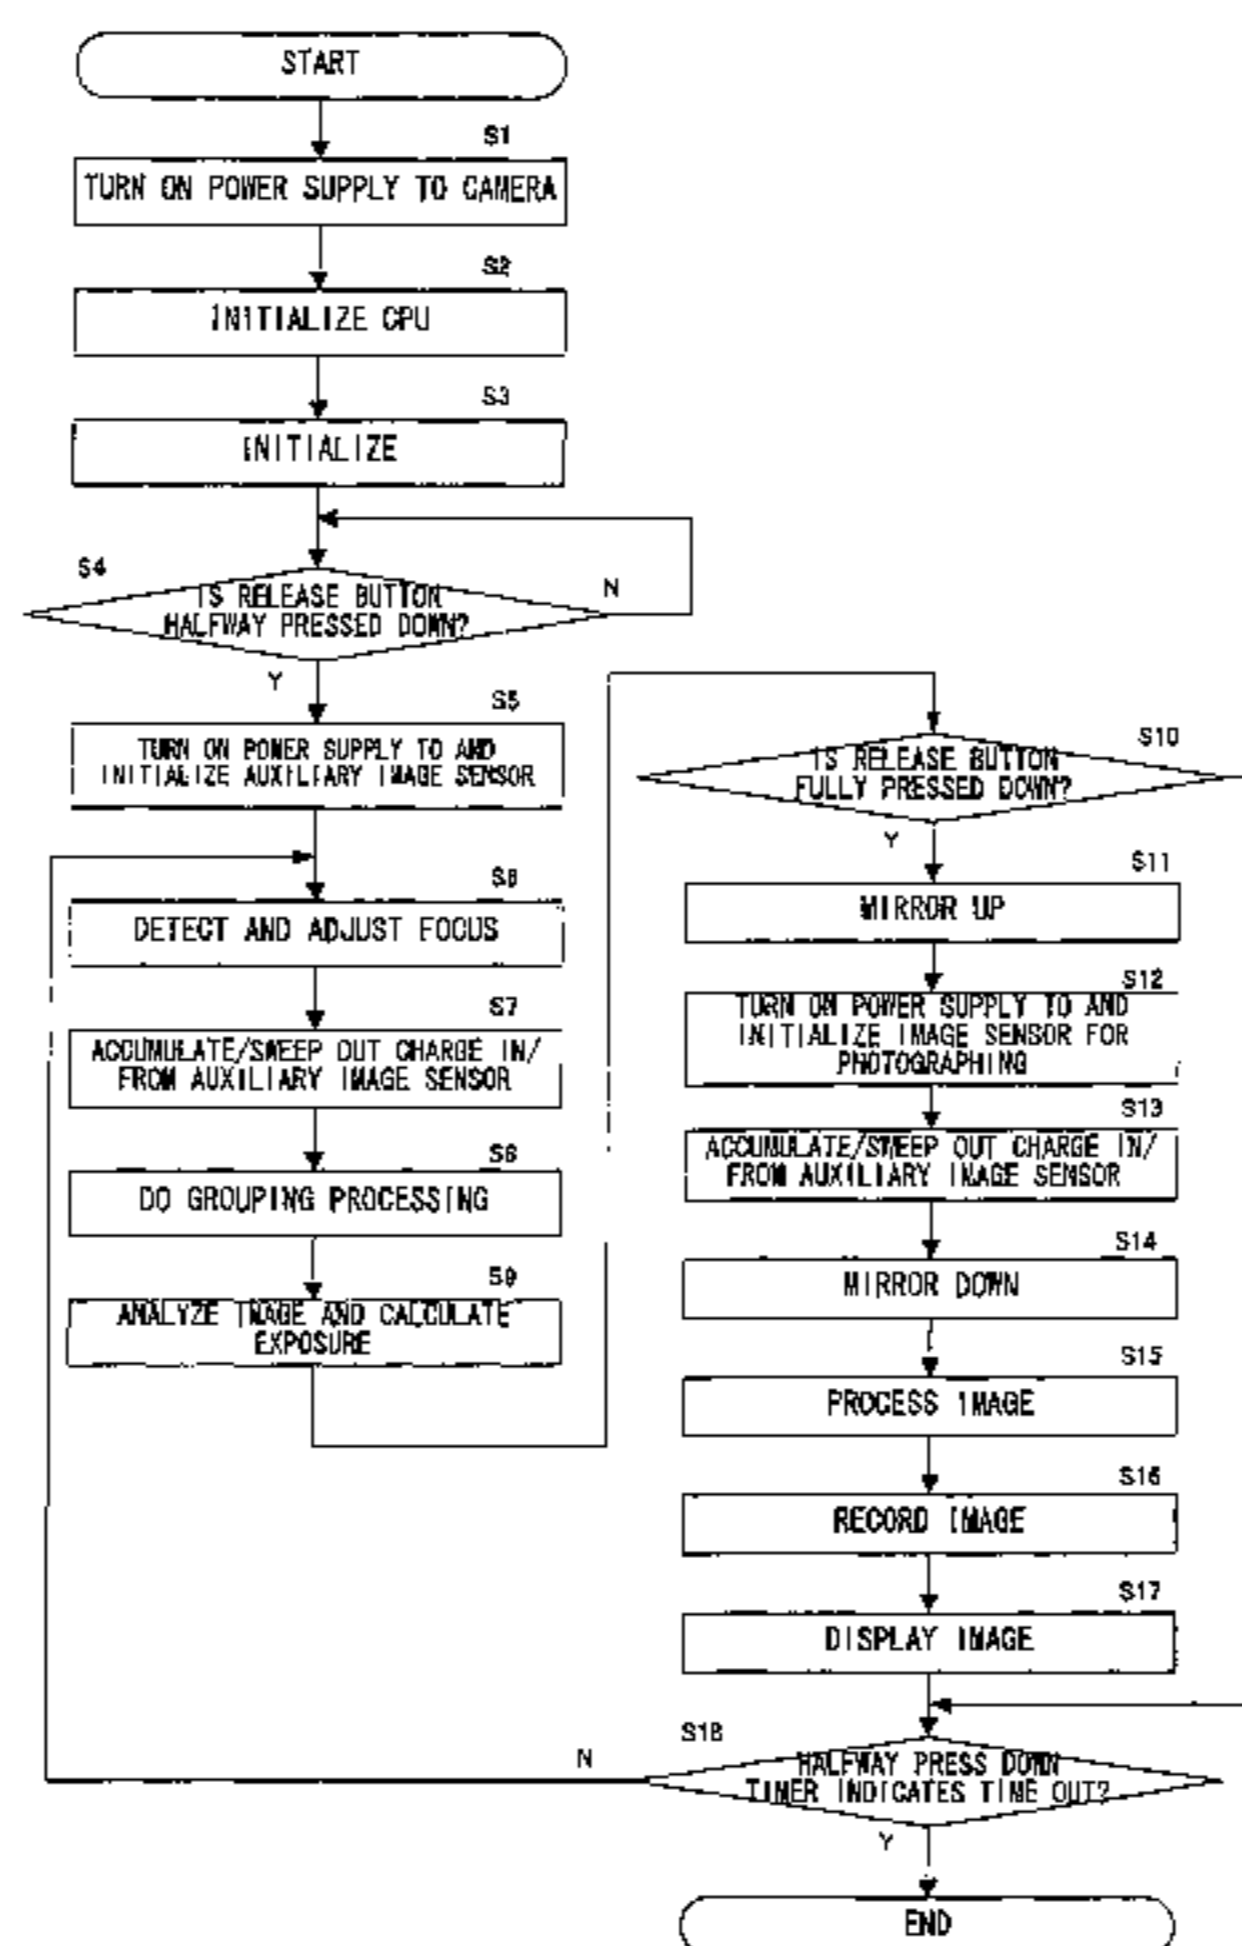 START
S1
TURN ON POWER SUPPLY TO CAMERA
S2
INITIALIZE CPU
S3
INITIALIZE
S4
IS RELEASE BUTTON
HALFWAY PRESSED DOWN?
N
Y
S5
TURN ON POWER SUPPLY TO AND
INITIALIZE AUXILIARY IMAGE SENSOR
S6
DETECT AND ADJUST FOCUS
S7
ACCUMULATE/SWEEP OUT CHARGE IN/
FROM AUXILIARY IMAGE SENSOR
S8
DO GROUPING PROCESSING
S9
ANALYZE IMAGE AND CALCULATE
EXPOSURE
S10
IS RELEASE BUTTON
FULLY PRESSED DOWN?
Y
S11
MIRROR UP
S12
TURN ON POWER SUPPLY TO AND
INITIALIZE IMAGE SENSOR FOR
PHOTOGRAPHING
S13
ACCUMULATE/SWEEP OUT CHARGE IN/
FROM AUXILIARY IMAGE SENSOR
S14
MIRROR DOWN
S15
PROCESS IMAGE
S16
RECORD IMAGE
S17
DISPLAY IMAGE
S18
HALFWAY PRESS DOWN
TIMER INDICATES TIME OUT?
N
Y
END